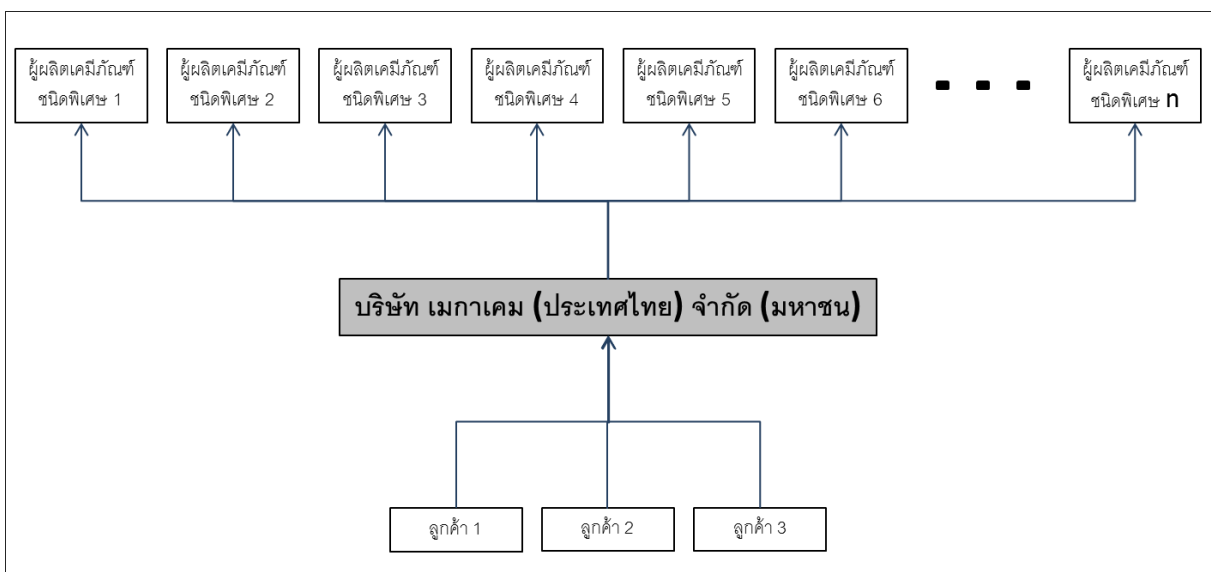 ผู้ผลิตเคมีภัณฑ์
ชนิดพิเศษ 1
ผู้ผลิตเคมีภัณฑ์
ชนิดพิเศษ 2
ผู้ผลิตเคมีภัณฑ์
ชนิดพิเศษ 3
ผู้ผลิตเคมีภัณฑ์
ชนิดพิเศษ 4
ผู้ผลิตเคมีภัณฑ์
ชนิดพิเศษ 5
ผู้ผลิตเคมีภัณฑ์
ชนิดพิเศษ 6
- - -
ผู้ผลิตเคมีภัณฑ์
ชนิดพิเศษ n
บริษัท เมกาเคม (ประเทศไทย) จำกัด (มหาชน)
ลูกค้า 1
ลูกค้า 2
ลูกค้า 3